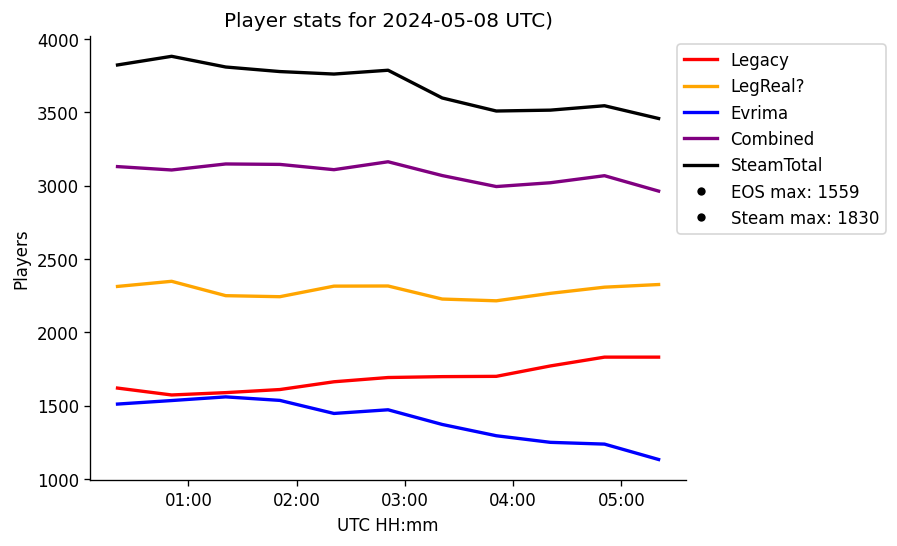 Player stats for 2024-05-08 UTC)
4000
3500
3000
2500
2000
1500
1000
Players
01:00 02:00 03:00 04:00 05:00
UTC HH:mm
Legacy
LegReal?
Evrima
Combined
SteamTotal
EOS max: 1559
Steam max: 1830